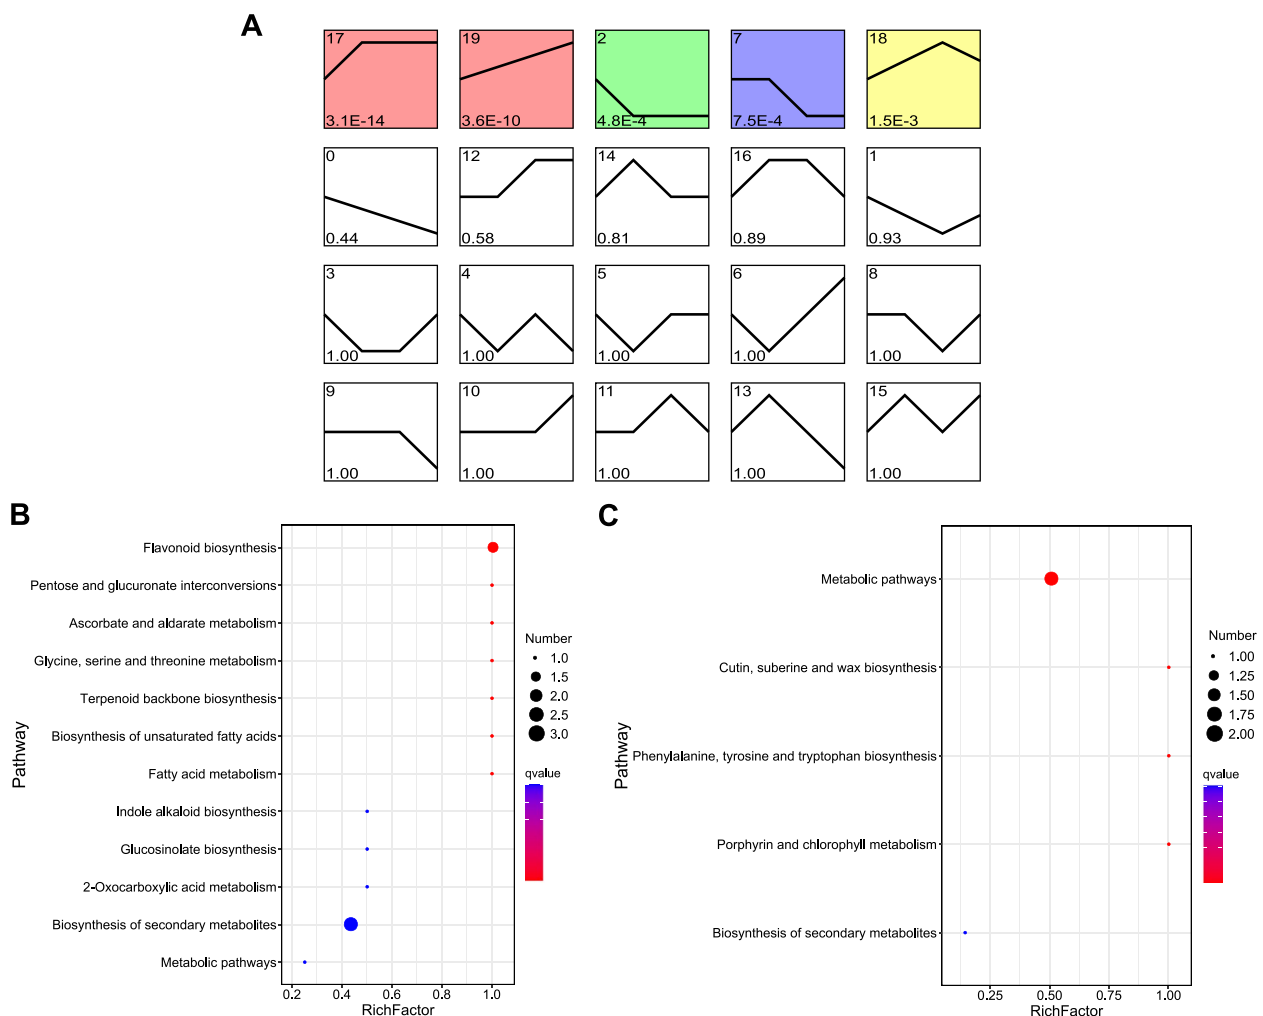 A
17
3.1E-14
19
3.6E-10
2
4.8E-4
7
7.5E-4
18
1.5E-3
0
0.44
12
0.58
14
0.81
16
0.89
1
0.93
3
1.00
4
1.00
5
1.00
6
1.00
8
1.00
9
1.00
10
1.00
11
1.00
13
1.00
15
1.00
B
Pathway
Flavonoid biosynthesis
Pentose and glucuronate interconversions
Ascorbate and aldarate metabolism
Glycine, serine and threonine metabolism
Terpenoid backbone biosynthesis
Biosynthesis of unsaturated fatty acids
Fatty acid metabolism
Indole alkaloid biosynthesis
Glucosinolate biosynthesis
2-Oxocarboxylic acid metabolism
Biosynthesis of secondary metabolites
Metabolic pathways
0.2 0.4 0.6 0.8 1.0
RichFactor
Number
1.0
1.5
2.0
2.5
3.0
qvalue
C
Pathway
Metabolic pathways
Cutin, suberine and wax biosynthesis
Phenylalanine, tyrosine and tryptophan biosynthesis
Porphyrin and chlorophyll metabolism
Biosynthesis of secondary metabolites
0.25 0.50 0.75 1.00
RichFactor
Number
1.00
1.25
1.50
1.75
2.00
qvalue